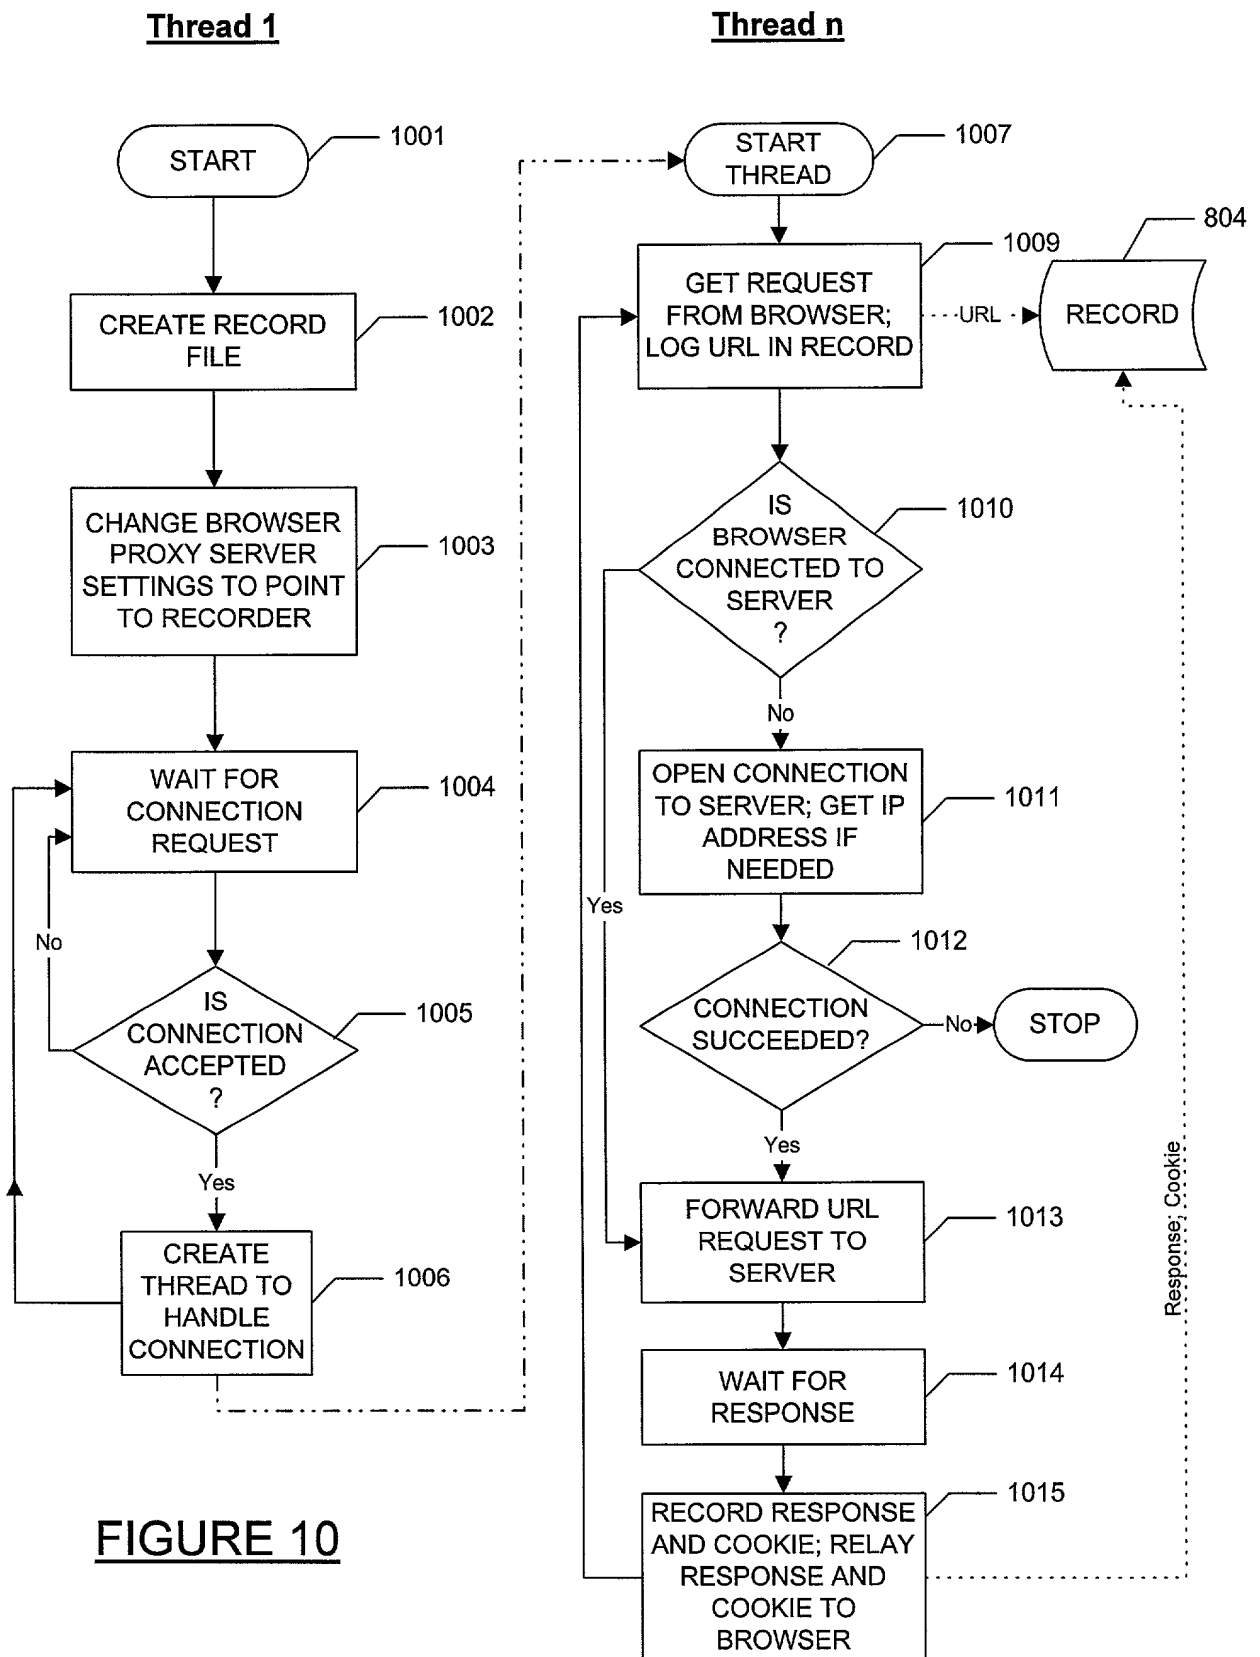 Thread 1
Thread n
START
1001
START
THREAD
1007
CREATE RECORD
FILE
1002
GET REQUEST
FROM BROWSER;
LOG URL IN RECORD
1009
URL
RECORD
804
CHANGE BROWSER
PROXY SERVER
SETTINGS TO POINT
TO RECORDER
1003
IS
BROWSER
CONNECTED TO
SERVER
?
1010
No
Yes
WAIT FOR
CONNECTION
REQUEST
1004
OPEN CONNECTION
TO SERVER; GET IP
ADDRESS IF
NEEDED
1011
No
IS
CONNECTION
ACCEPTED
?
1005
Yes
CONNECTION
SUCCEEDED?
1012
No
STOP
Yes
CREATE
THREAD TO
HANDLE
CONNECTION
1006
FORWARD URL
REQUEST TO
SERVER
1013
Response; Cookie
WAIT FOR
RESPONSE
1014
RECORD RESPONSE
AND COOKIE; RELAY
RESPONSE AND
COOKIE TO
BROWSER
1015
FIGURE 10